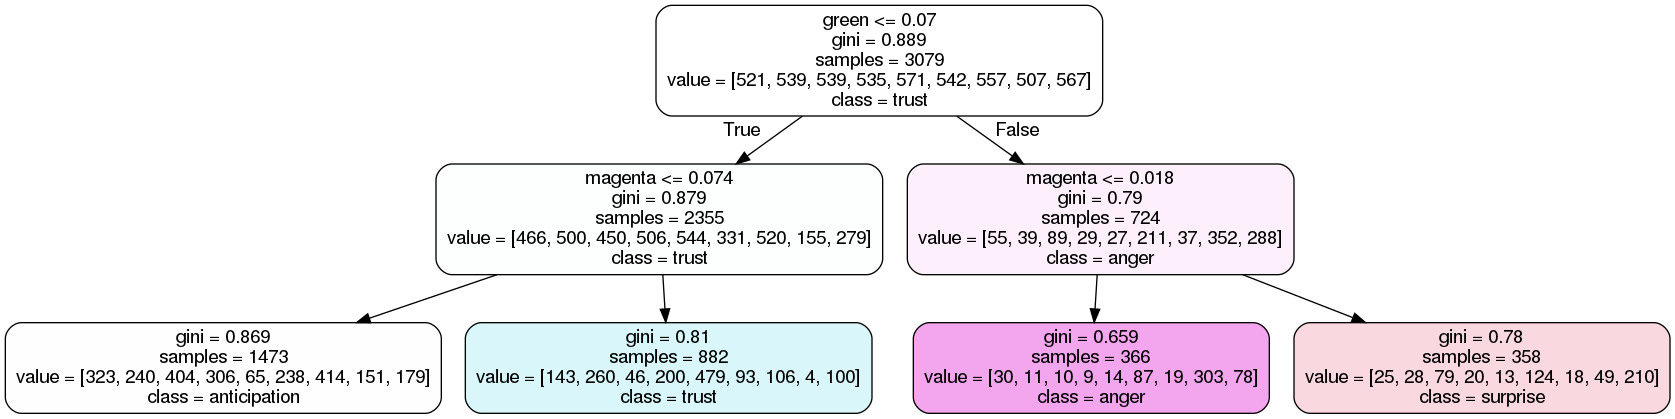 green <= 0.07
gini = 0.889
samples = 3079
value = [521, 539, 539, 535, 571, 542, 557, 507, 567]
class = trust
True
False
magenta <= 0.074
gini = 0.879
samples = 2355
value = [466, 500, 450, 506, 544, 331, 520, 155, 279]
class = trust
magenta <= 0.018
gini = 0.79
samples = 724
value = [55, 39, 89, 29, 27, 211, 37, 352, 288]
class = anger
gini = 0.869
samples = 1473
value = [323, 240, 404, 306, 65, 238, 414, 151, 179]
class = anticipation
gini = 0.81
samples = 882
value = [143, 260, 46, 200, 479, 93, 106, 4, 100]
class = trust
gini = 0.659
samples = 366
value = [30, 11, 10, 9, 14, 87, 19, 303, 78]
class = anger
gini = 0.78
samples = 358
value = [25, 28, 79, 20, 13, 124, 18, 49, 210]
class = surprise